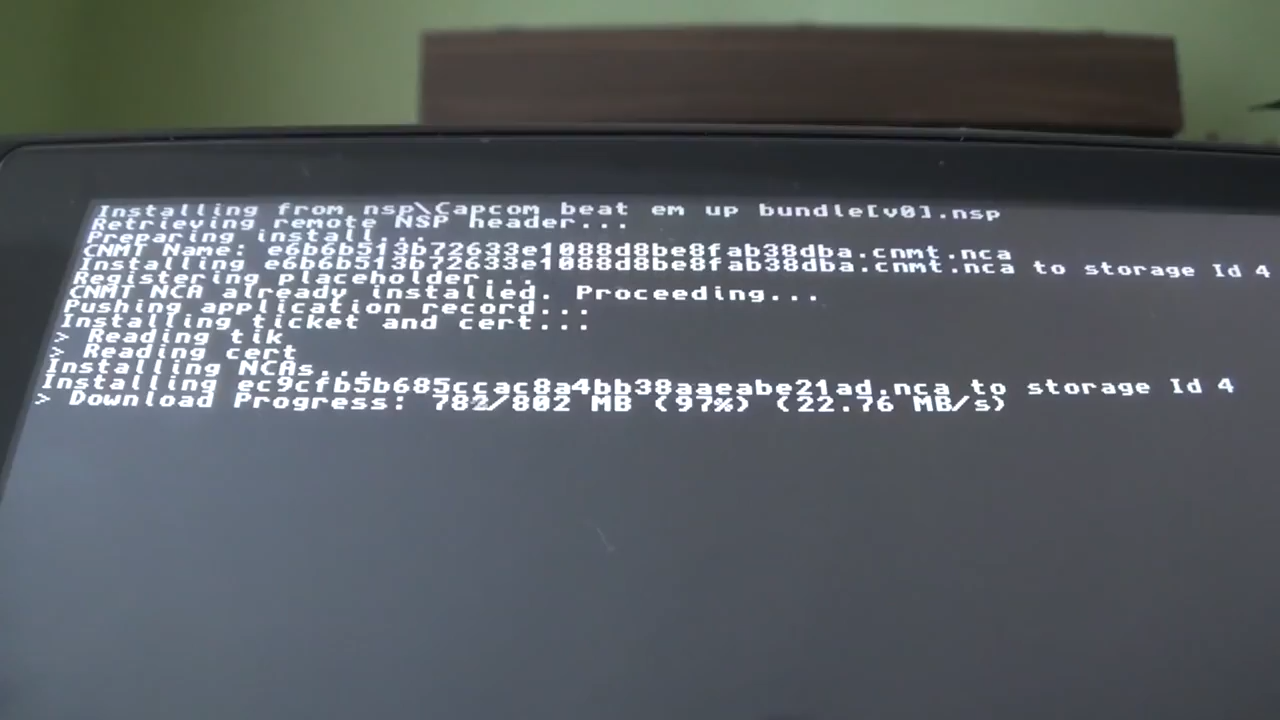 Installing from nsp\Capcom beat em up bundle[v0].nsp
Retrieving remote NSP header...
Preparing install...
CNMT Name: e6b6b513b72633e1088d8be8fab38dba.cnmt.nca
Installing e6b6b513b72633e1088d8be8fab38dba.cnmt.nca to storage Id 4
Registering placeholder...
CNMT NCA already installed. Proceeding...
Pushing application record...
Installing ticket and cert...
> Reading tik
> Reading cert
Installing NCAs...
Installing ec9cfb5b685ccac8a4bb38aaeabe21ad.nca to storage Id 4
> Download Progress: 782/802 MB (97%) (22.76 MB/s)